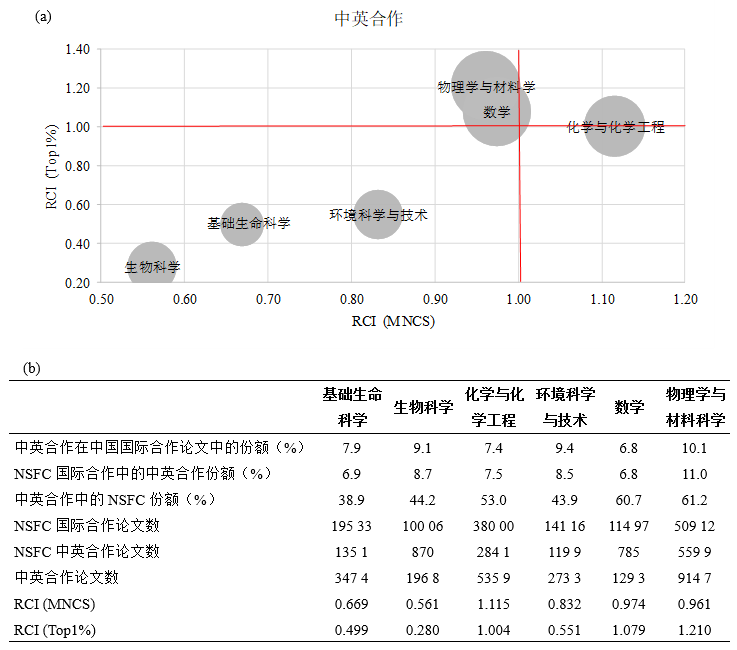 (a)
中英合作
1.40
1.20
1.00
0.80
0.60
0.40
0.20
RCI (Top1%)
物理学与材料学
数学
化学与化学工程
环境科学与技术
基础生命科学
生物科学
0.50 0.60 0.70 0.80 0.90 1.00 1.10 1.20
RCI (MNCS)
(b)
基础生命科学 生物科学 化学与化学工程 环境科学与技术 数学 物理学与材料科学
中英合作在中国国际合作论文中的份额（%） 7.9 9.1 7.4 9.4 6.8 10.1
NSFC 国际合作中的中英合作份额（%） 6.9 8.7 7.5 8.5 6.8 11.0
中英合作中的 NSFC 份额（%） 38.9 44.2 53.0 43.9 60.7 61.2
NSFC 国际合作论文数 195 33 100 06 380 00 141 16 114 97 509 12
NSFC 中英合作论文数 135 1 870 284 1 119 9 785 559 9
中英合作论文数 347 4 196 8 535 9 273 3 129 3 914 7
RCI (MNCS) 0.669 0.561 1.115 0.832 0.974 0.961
RCI (Top1%) 0.499 0.280 1.004 0.551 1.079 1.210